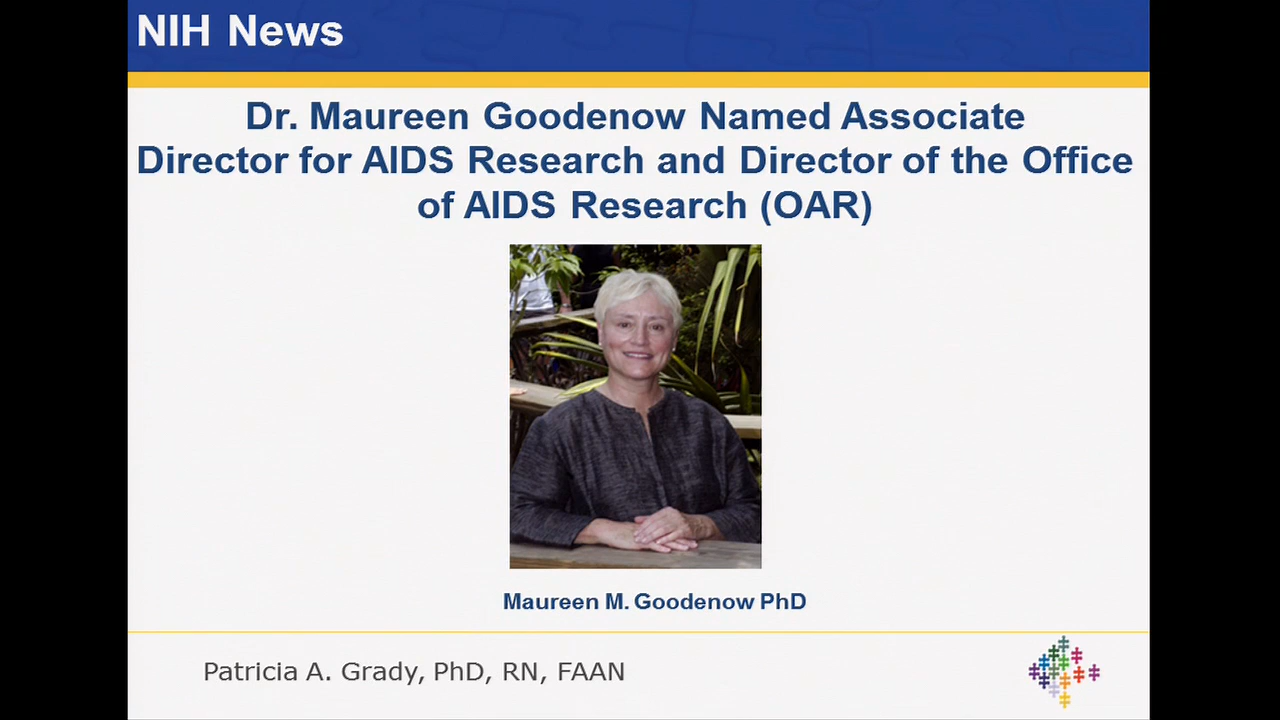 NIH News
Dr. Maureen Goodenow Named Associate
Director for AIDS Research and Director of the Office
of AIDS Research (OAR)
Maureen M. Goodenow PhD
Patricia A. Grady, PhD, RN, FAAN